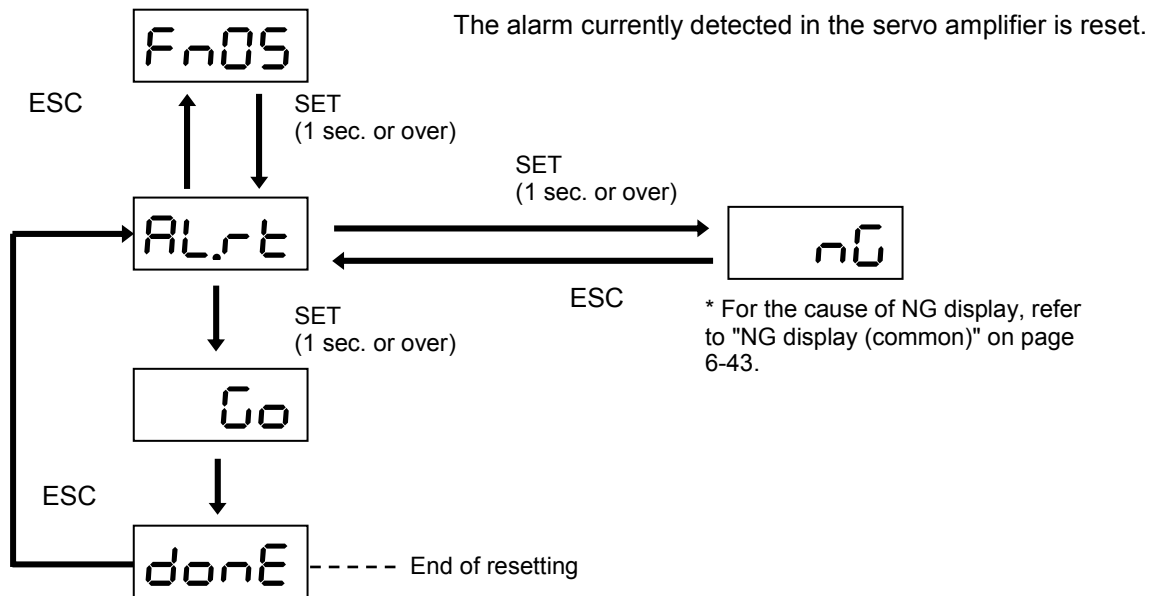 The alarm currently detected in the servo amplifier is reset.
Fn05
ESC
SET
(1 sec. or over)
SET
(1 sec. or over)
AL.rt
nG
ESC
* For the cause of NG display, refer
to "NG display (common)" on page
6-43.
SET
(1 sec. or over)
Go
ESC
donE
End of resetting